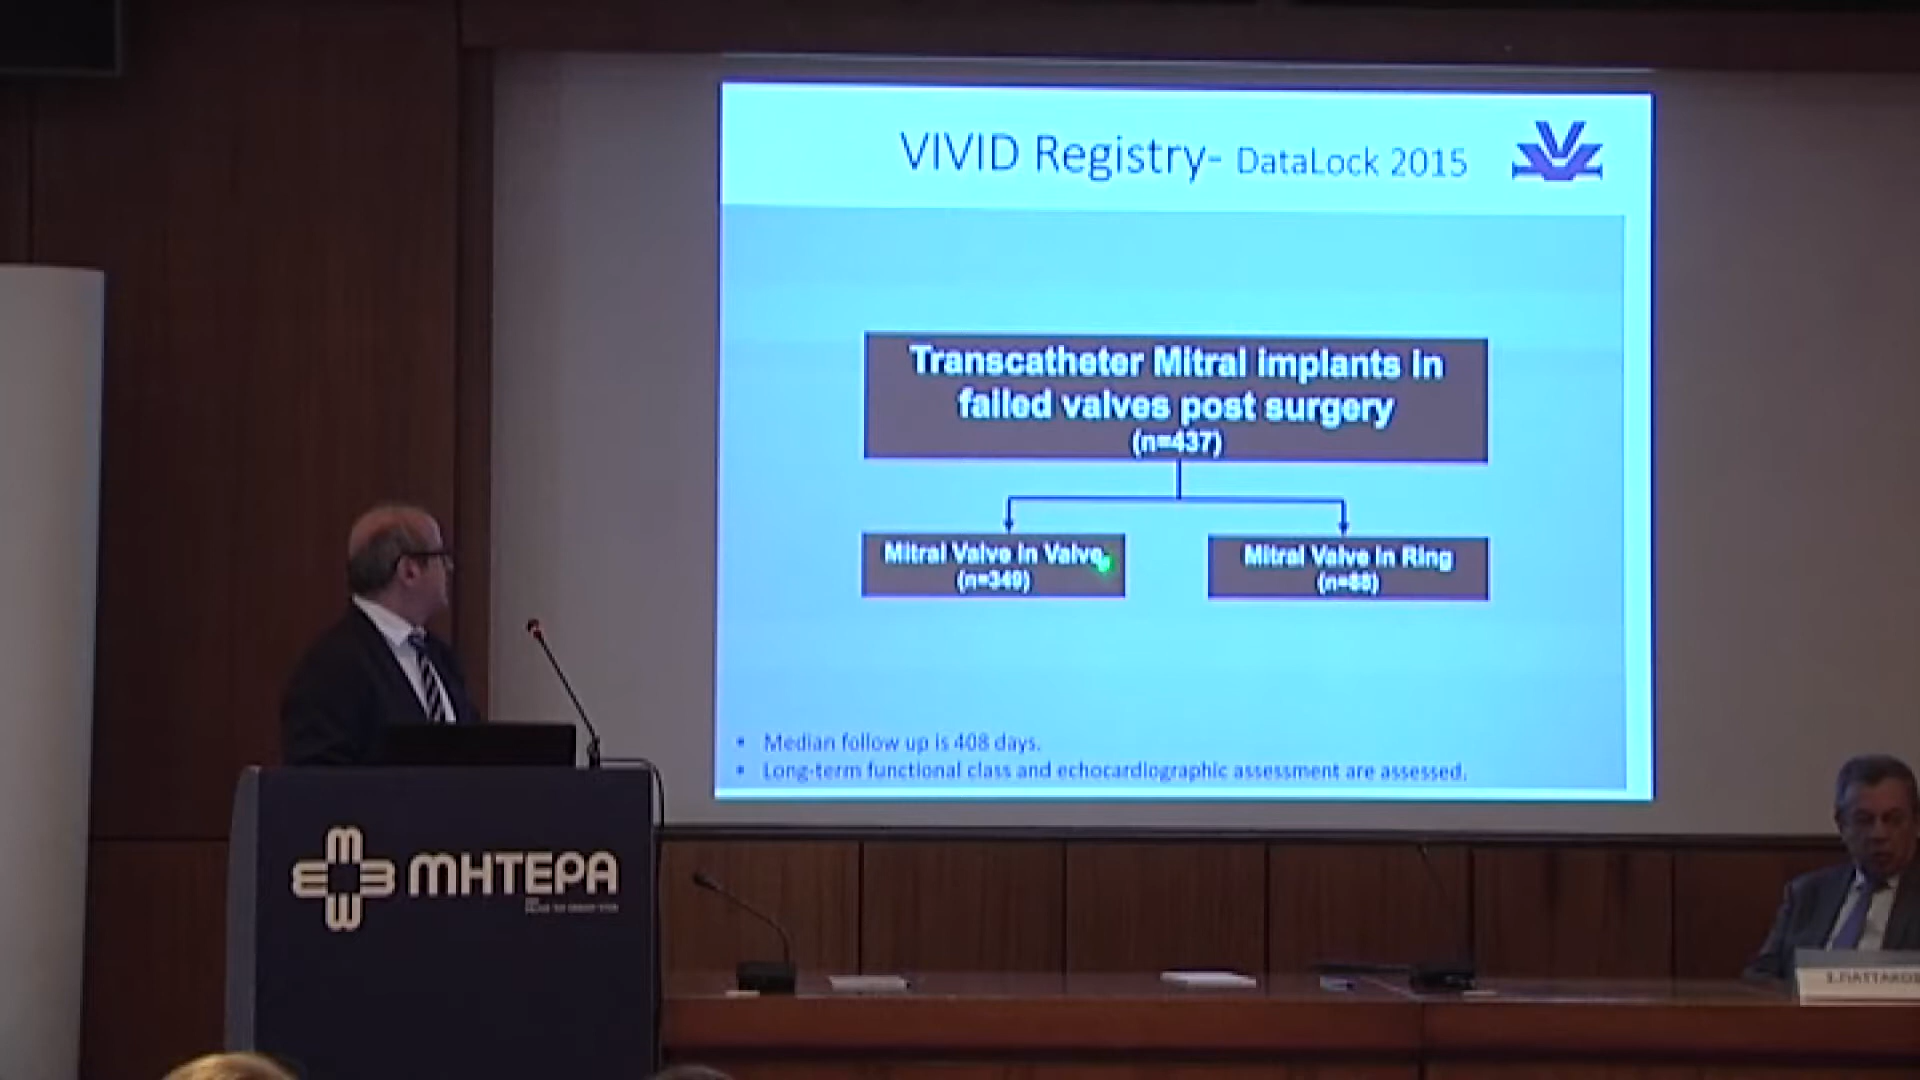 VIVID Registry- DataLock 2015
Transcatheter Mitral implants in
failed valves post surgery
(n=437)
Mitral Valve in Valve
(n=349)
Mitral Valve in Ring
(n=88)
• Median follow up is 408 days.
• Long-term functional class and echocardiographic assessment are assessed.
ΜΗΤΕΡΑ